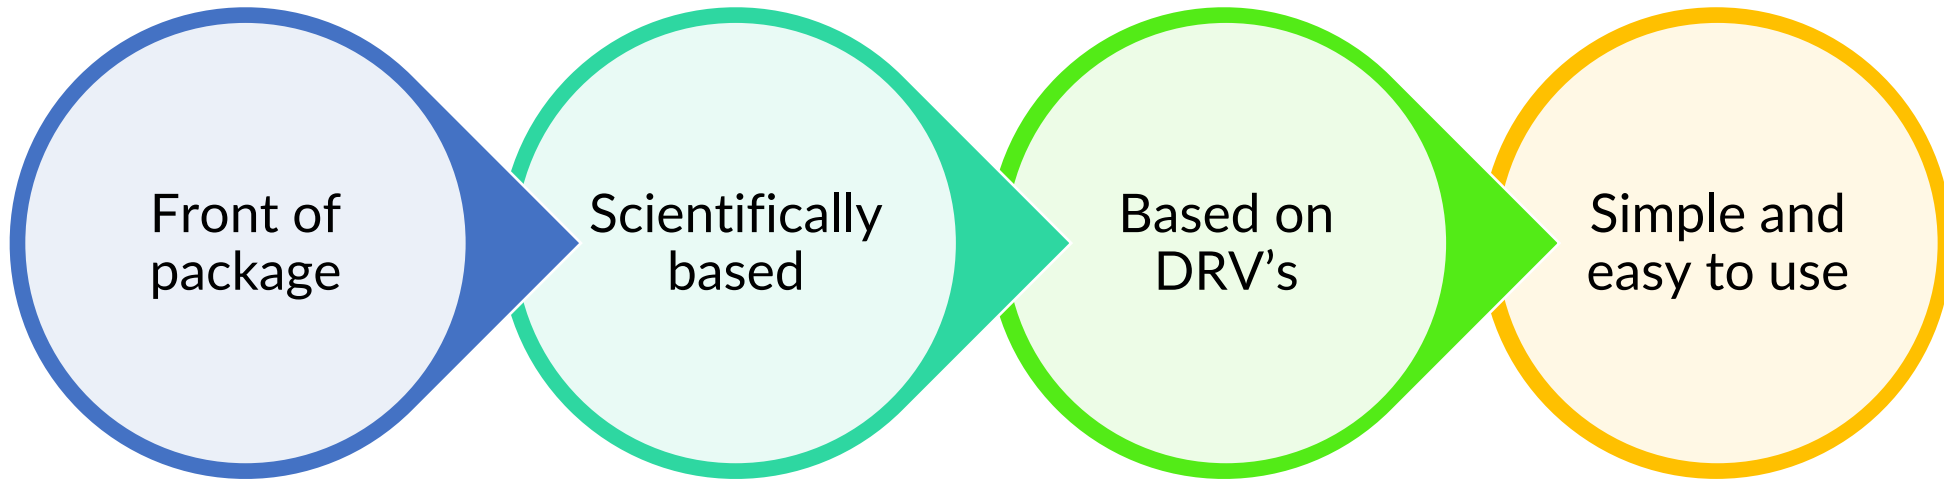 Front of
package
Scientifically
based
Based on
DRV’s
Simple and
easy to use